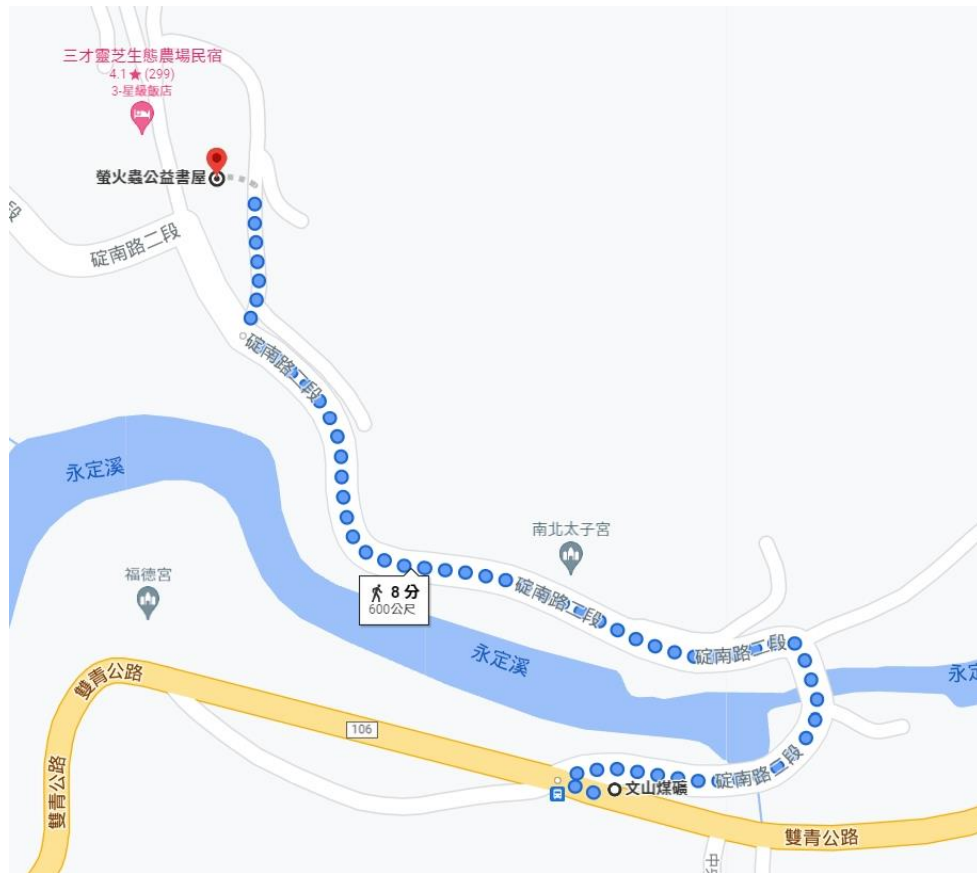 三才靈芝生態農場民宿
4.1★(299)
3-星級飯店
螢火蟲公益書屋
段
碇南路二段
碇南路二段
永定溪
南北太子宮
福德宮
8 分
600公尺
碇南路二段
碇南路二段
永定溪
永定
雙青公路
106
雙青公路
碇南路二段
文山煤礦
雙青公路